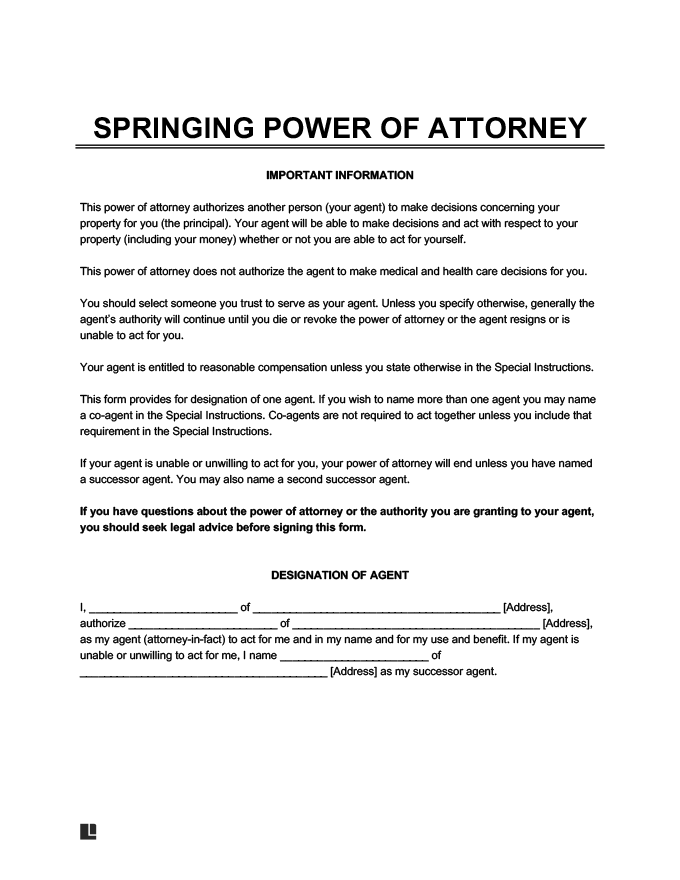 SPRINGING POWER OF ATTORNEY
IMPORTANT INFORMATION
This power of attorney authorizes another person (your agent) to make decisions concerning your
property for you (the principal). Your agent will be able to make decisions and act with respect to your
property (including your money) whether or not you are able to act for yourself.
This power of attorney does not authorize the agent to make medical and health care decisions for you.
You should select someone you trust to serve as your agent. Unless you specify otherwise, generally the
agent's authority will continue until you die or revoke the power of attorney or the agent resigns or is
unable to act for you.
Your agent is entitled to reasonable compensation unless you state otherwise in the Special Instructions.
This form provides for designation of one agent. If you wish to name more than one agent you may name
a co-agent in the Special Instructions. Co-agents are not required to act together unless you include that
requirement in the Special Instructions.
If your agent is unable or unwilling to act for you, your power of attorney will end unless you have named
a successor agent. You may also name a second successor agent.
If you have questions about the power of attorney or the authority you are granting to your agent,
you should seek legal advice before signing this form.
DESIGNATION OF AGENT
I, ________________________ of ________________________________________ [Address],
authorize ________________________ of ________________________________________ [Address],
as my agent (attorney-in-fact) to act for me and in my name and for my use and benefit. If my agent is
unable or unwilling to act for me, I name ________________________ of
________________________________________ [Address] as my successor agent.